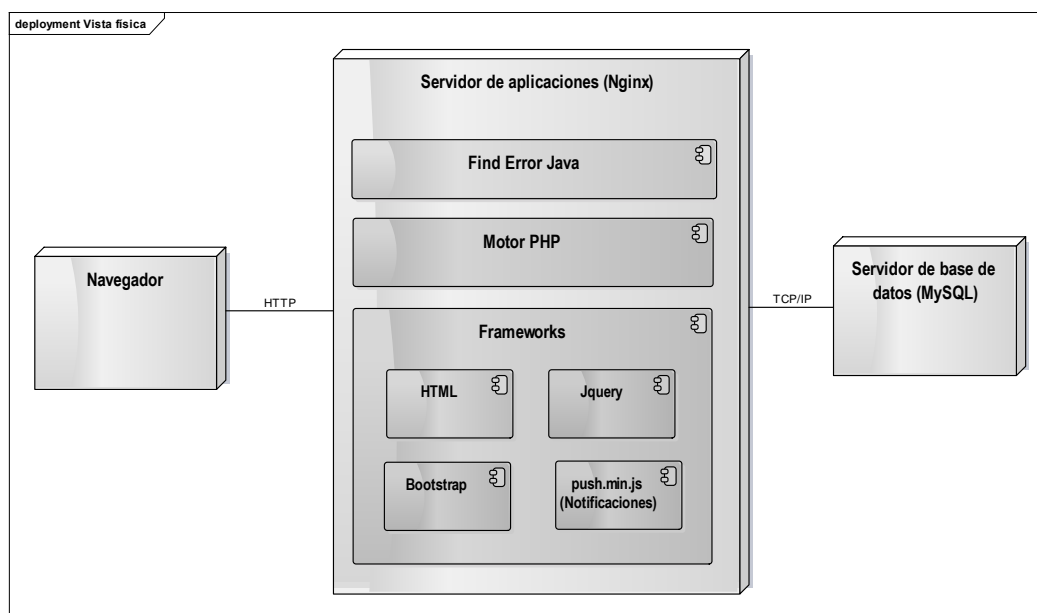 deployment Vista física
Servidor de aplicaciones (Nginx)
Find Error Java
Motor PHP
Navegador
HTTP
Frameworks
HTML
Jquery
Bootstrap
push.min.js
(Notificaciones)
TCP/IP
Servidor de base de
datos (MySQL)